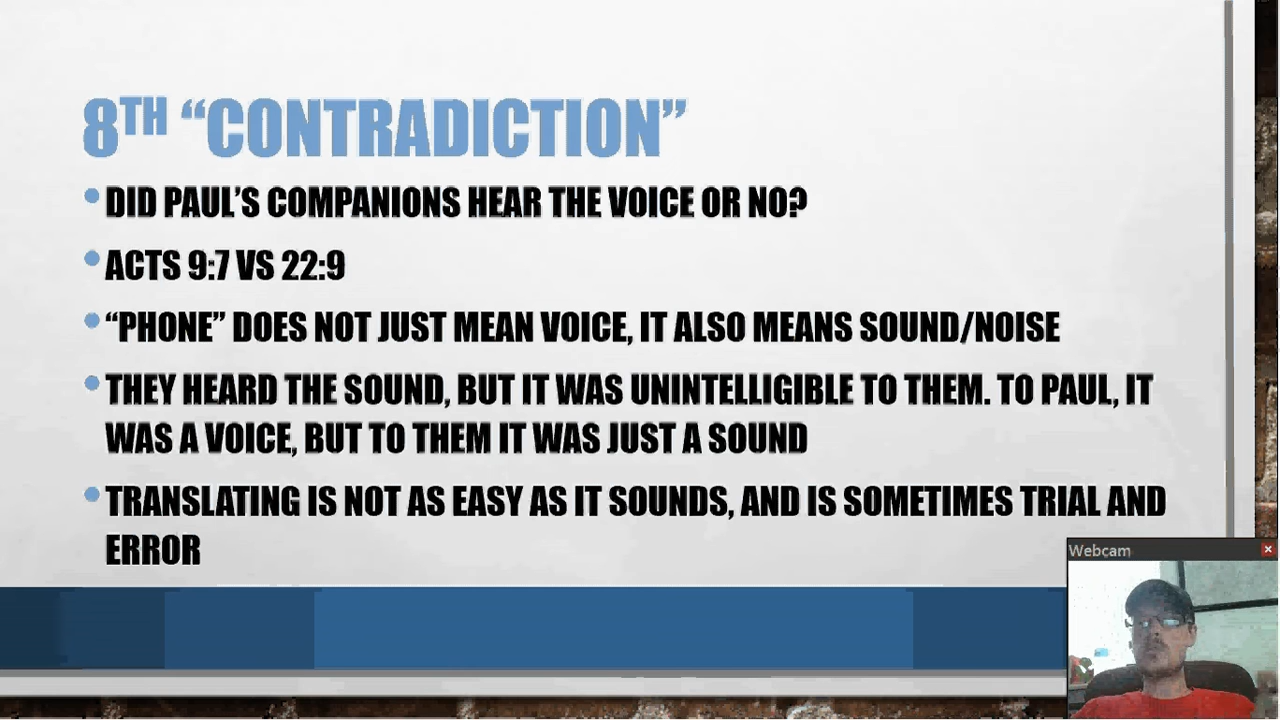 8TH “CONTRADICTION”
DID PAUL’S COMPANIONS HEAR THE VOICE OR NO?
ACTS 9:7 VS 22:9
“PHONE” DOES NOT JUST MEAN VOICE, IT ALSO MEANS SOUND/NOISE
THEY HEARD THE SOUND, BUT IT WAS UNINTELLIGIBLE TO THEM. TO PAUL, IT
WAS A VOICE, BUT TO THEM IT WAS JUST A SOUND
TRANSLATING IS NOT AS EASY AS IT SOUNDS, AND IS SOMETIMES TRIAL AND
ERROR
Webcam